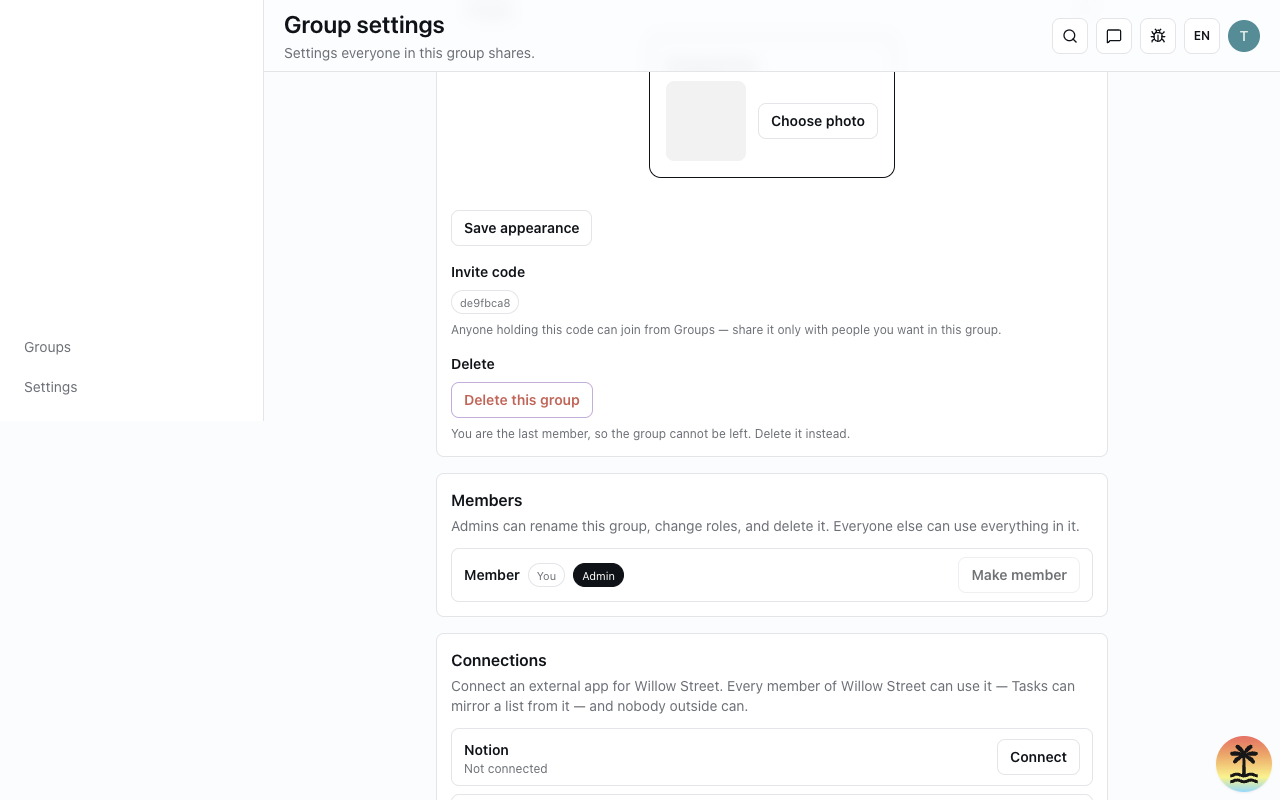 Group settings
Settings everyone in this group shares.
EN
T
Choose photo
Save appearance
Invite code
de9fbca8
Anyone holding this code can join from Groups — share it only with people you want in this group.
Delete
Delete this group
You are the last member, so the group cannot be left. Delete it instead.
Groups
Settings
Members
Admins can rename this group, change roles, and delete it. Everyone else can use everything in it.
Member You Admin Make member
Connections
Connect an external app for Willow Street. Every member of Willow Street can use it — Tasks can
mirror a list from it — and nobody outside can.
Notion
Not connected
Connect